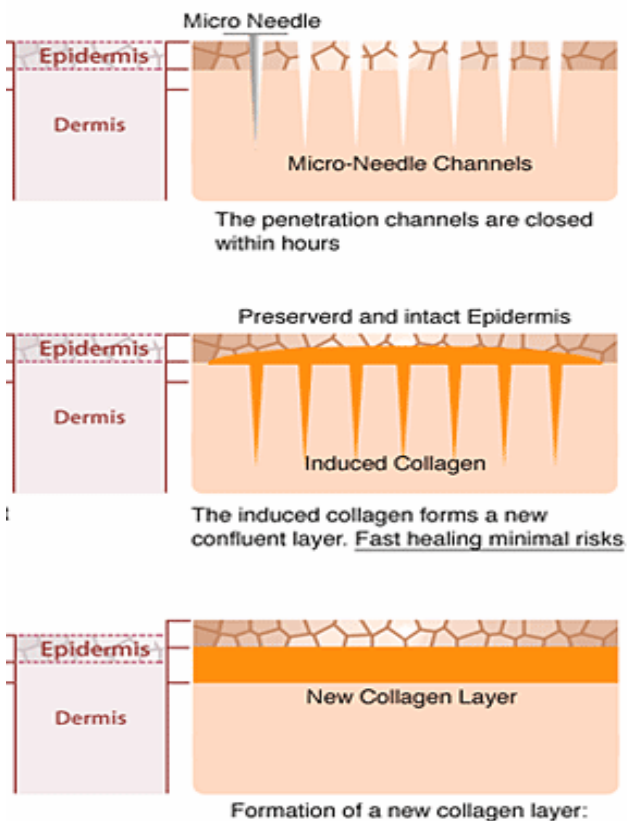 Micro Needle
Epidermis
Dermis
Micro-Needle Channels
The penetration channels are closed
within hours
Preserverd and intact Epidermis
Epidermis
Dermis
Induced Collagen
The induced collagen forms a new
confluent layer. Fast healing minimal risks
Epidermis
Dermis
New Collagen Layer
Formation of a new collagen layer: